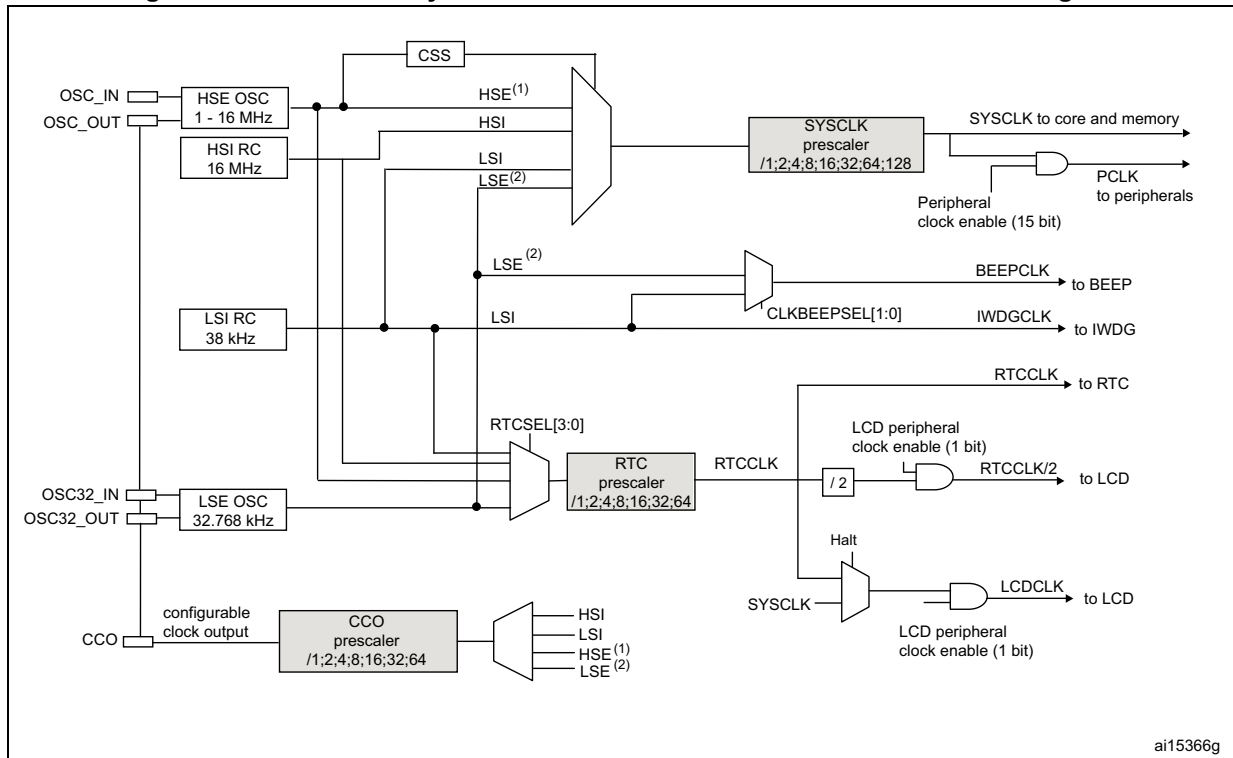 CSS
OSC_IN
OSC_OUT
HSE OSC
1 - 16 MHz
HSE(1)
HSI RC
16 MHz
HSI
LSI
LSE(2)
SYSCLK
prescaler
/1;2;4;8;16;32;64;128
SYSCLK to core and memory
PCLK
to peripherals
Peripheral
clock enable (15 bit)
LSE (2)
BEEPCLK
to BEEP
CLKBEEPSEL[1:0]
LSI RC
38 kHz
LSI
IWDGCLK
to IWDG
RTCCLK
to RTC
RTCSEL[3:0]
LCD peripheral
clock enable (1 bit)
RTC
prescaler
/1;2;4;8;16;32;64
RTCCLK
/ 2
RTCCLK/2
to LCD
OSC32_IN
OSC32_OUT
LSE OSC
32.768 kHz
Halt
SYSCLK
LCDCLK
to LCD
LCD peripheral
clock enable (1 bit)
CCO
configurable
clock output
CCO
prescaler
/1;2;4;8;16;32;64
HSI
LSI
HSE(1)
LSE(2)
ai15366g